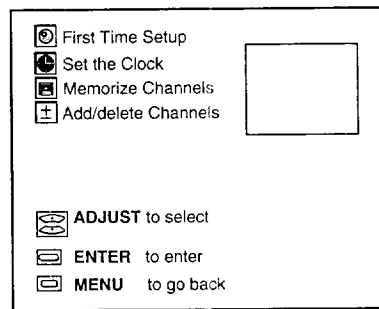 First Time Setup
Set the Clock
Memorize Channels
± Add/delete Channels
ADJUST to select
ENTER to enter
MENU to go back